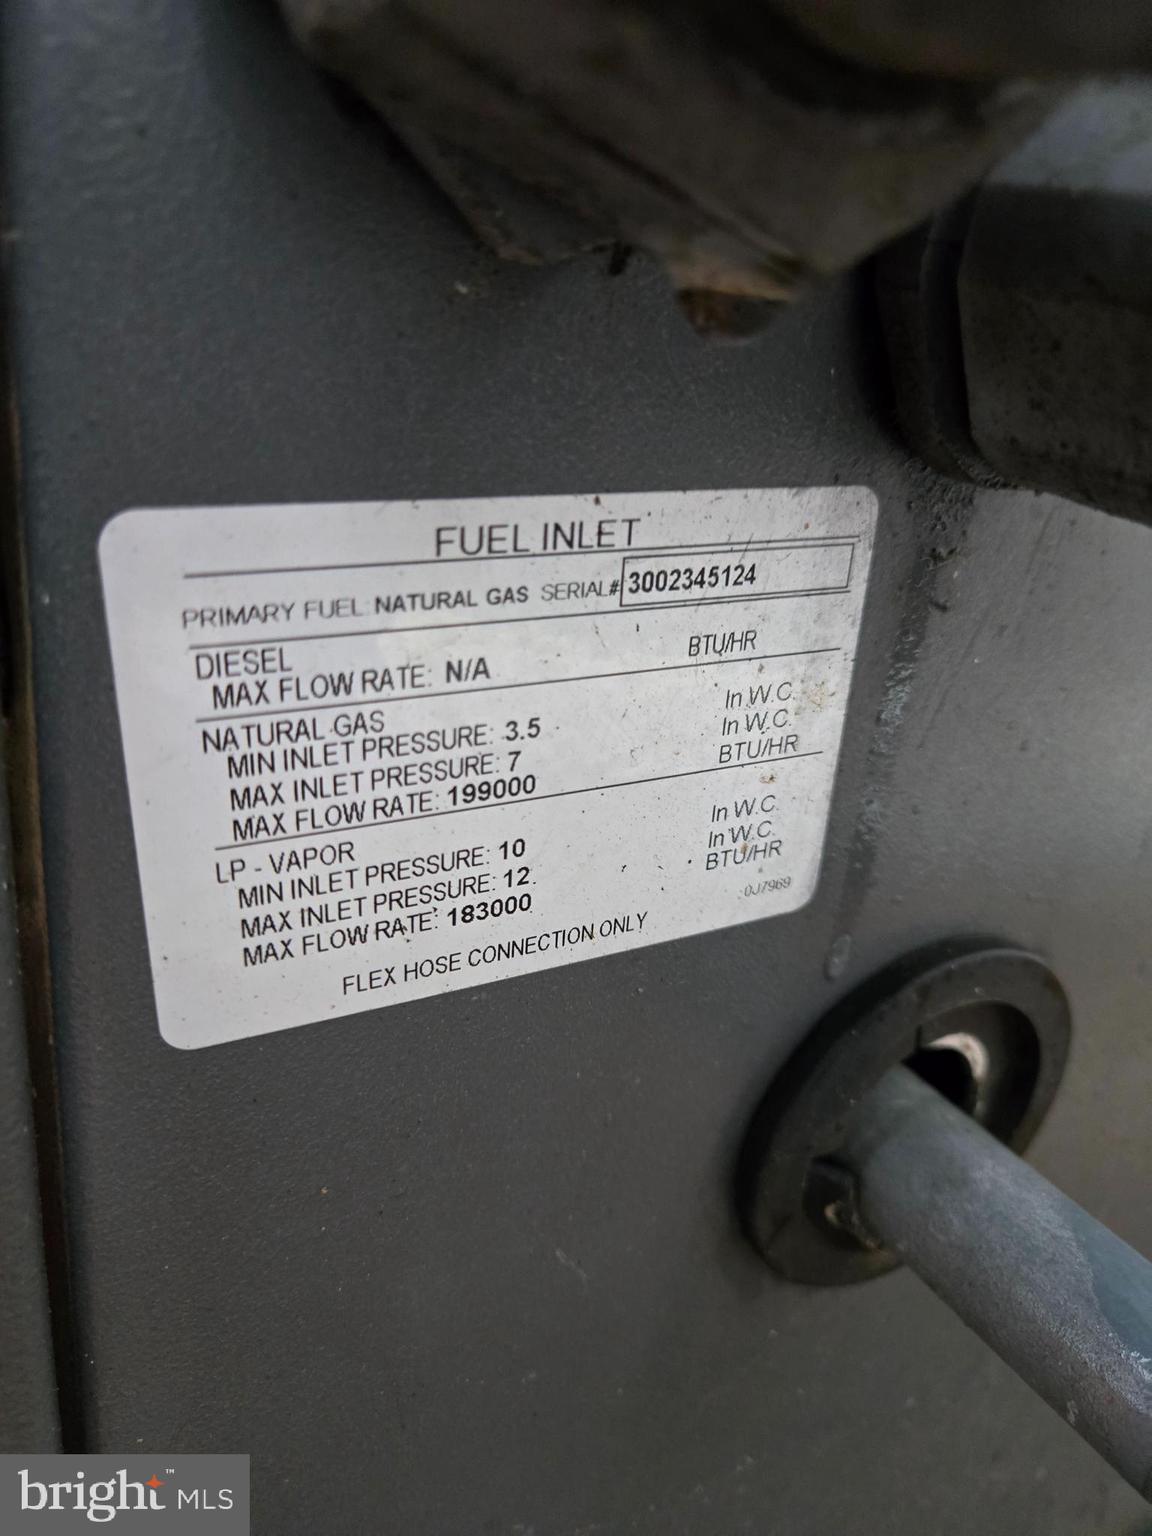 FUEL INLET
PRIMARY FUEL: NATURAL GAS SERIAL# 3002345124
DIESEL
MAX FLOW RATE: N/A BTU/HR
NATURAL GAS
MIN INLET PRESSURE: 3.5 In W.C.
MAX INLET PRESSURE: 7 In W.C.
MAX FLOW RATE: 199000 BTU/HR
LP - VAPOR
MIN INLET PRESSURE: 10 In W.C.
MAX INLET PRESSURE: 12 In W.C.
MAX FLOW RATE: 183000 BTU/HR
0J7969
FLEX HOSE CONNECTION ONLY
bright™ MLS